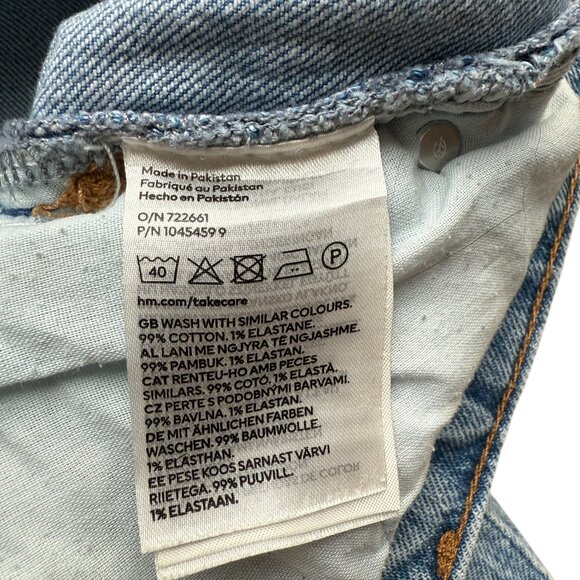 Made in Pakistan
Fabriqué au Pakistan
Hecho en Pakistán
O/N 722661
P/N 1045459 9
40 P
hm.com/takecare
GB WASH WITH SIMILAR COLOURS.
99% COTTON. 1% ELASTANE.
AL LANI ME NGJYRA TË NGJASHME.
99% PAMBUK. 1% ELASTAN.
CAT RENTEU-HO AMB PECES
SIMILARS. 99% COTÓ. 1% ELASTÀ.
CZ PERTE S PODOBNÝMI BARVAMI.
99% BAVLNA. 1% ELASTAN.
DE MIT ÄHNLICHEN FARBEN
WASCHEN. 99% BAUMWOLLE.
1% ELASTHAN.
EE PESE KOOS SARNAST VÄRVI
RIIETEGA. 99% PUUVILL.
1% ELASTAAN.